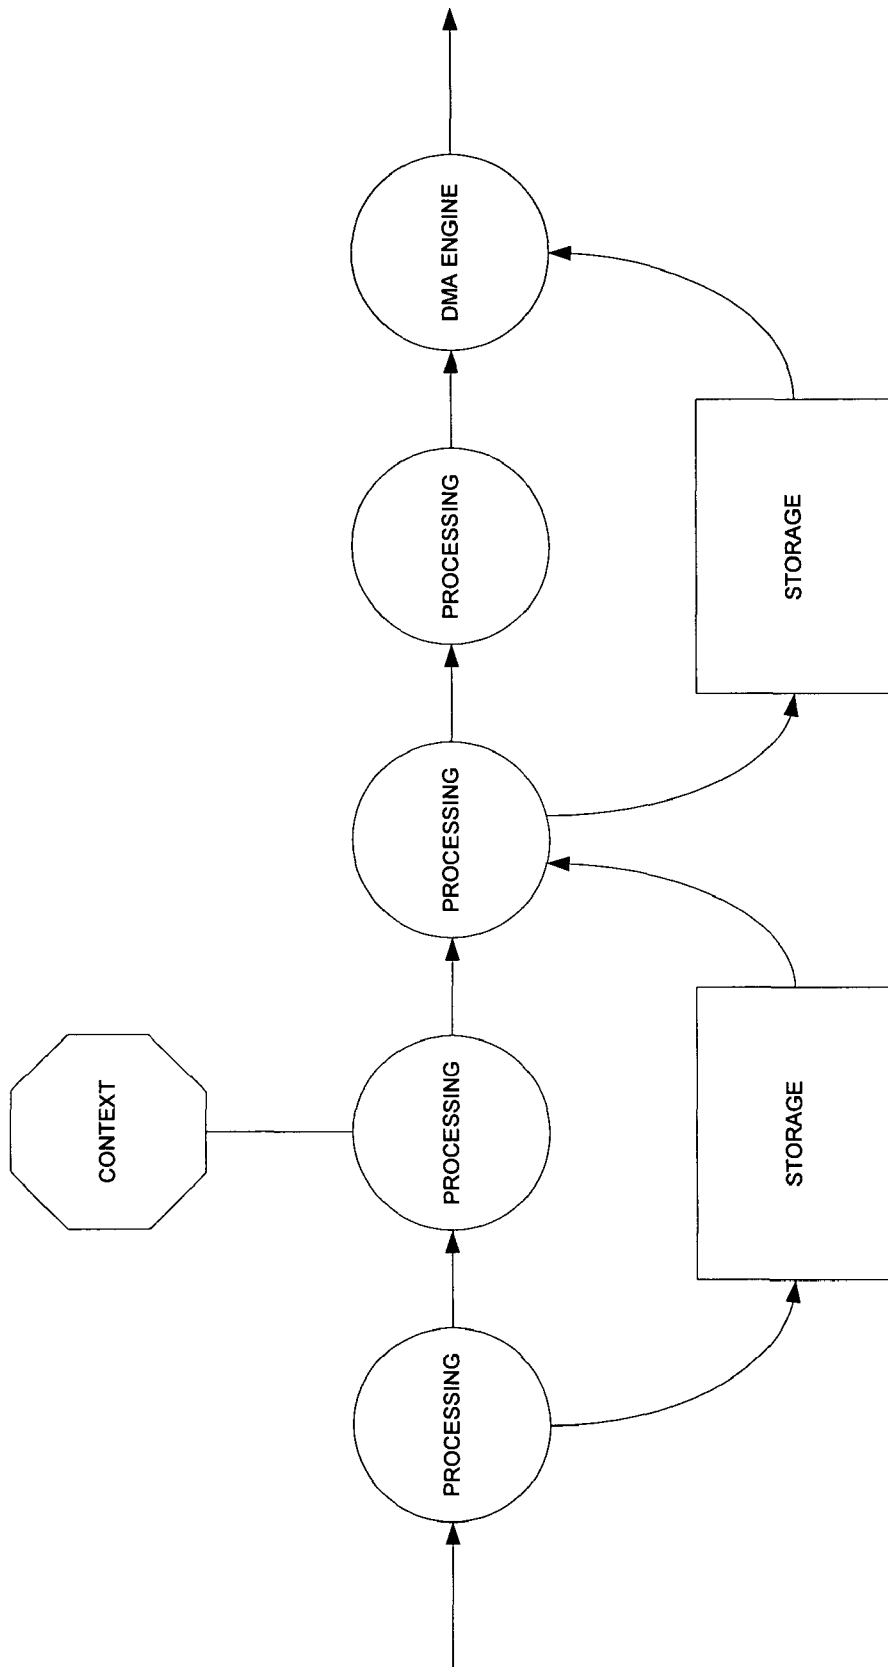 CONTEXT
PROCESSING
PROCESSING
PROCESSING
PROCESSING
DMA ENGINE
STORAGE
STORAGE